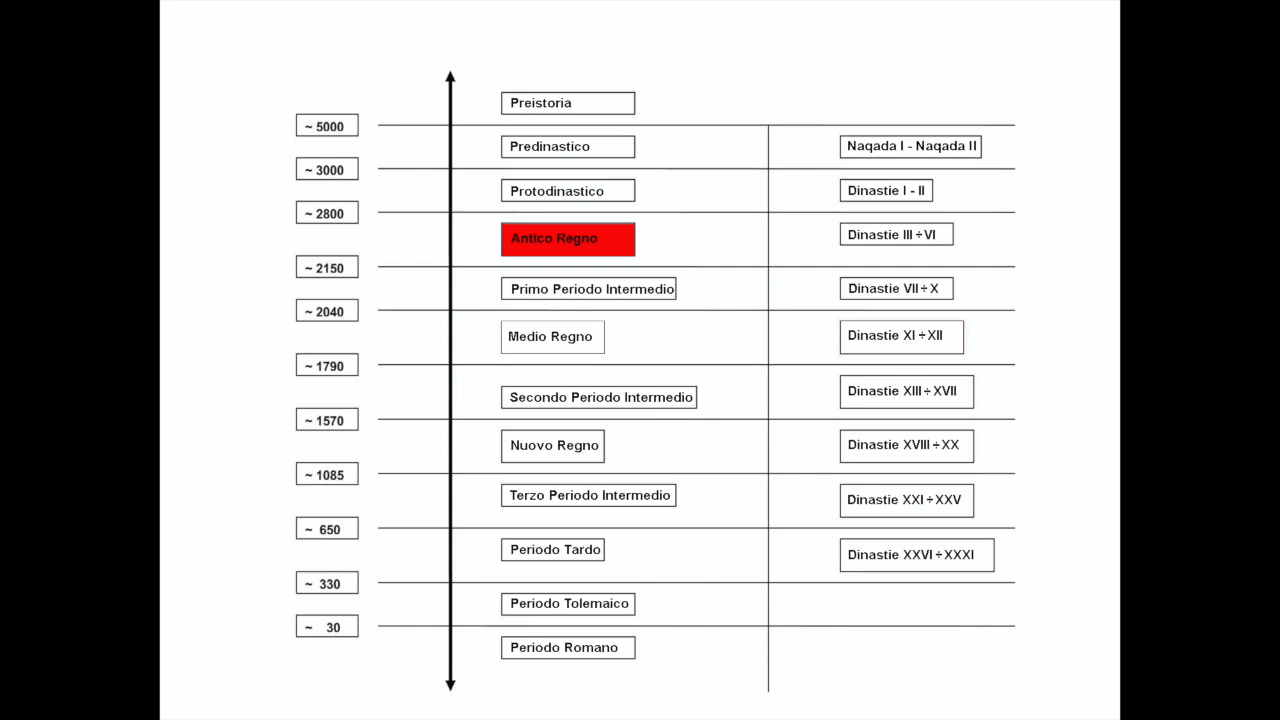 Preistoria
~ 5000
Predinastico
Naqada I - Naqada II
~ 3000
Protodinastico
Dinastie I - II
~ 2800
Antico Regno
Dinastie III ÷ VI
~ 2150
Primo Periodo Intermedio
Dinastie VII ÷ X
~ 2040
Medio Regno
Dinastie XI ÷ XII
~ 1790
Secondo Periodo Intermedio
Dinastie XIII ÷ XVII
~ 1570
Nuovo Regno
Dinastie XVIII ÷ XX
~ 1085
Terzo Periodo Intermedio
Dinastie XXI ÷ XXV
~ 650
Periodo Tardo
Dinastie XXVI ÷ XXXI
~ 330
Periodo Tolemaico
~ 30
Periodo Romano